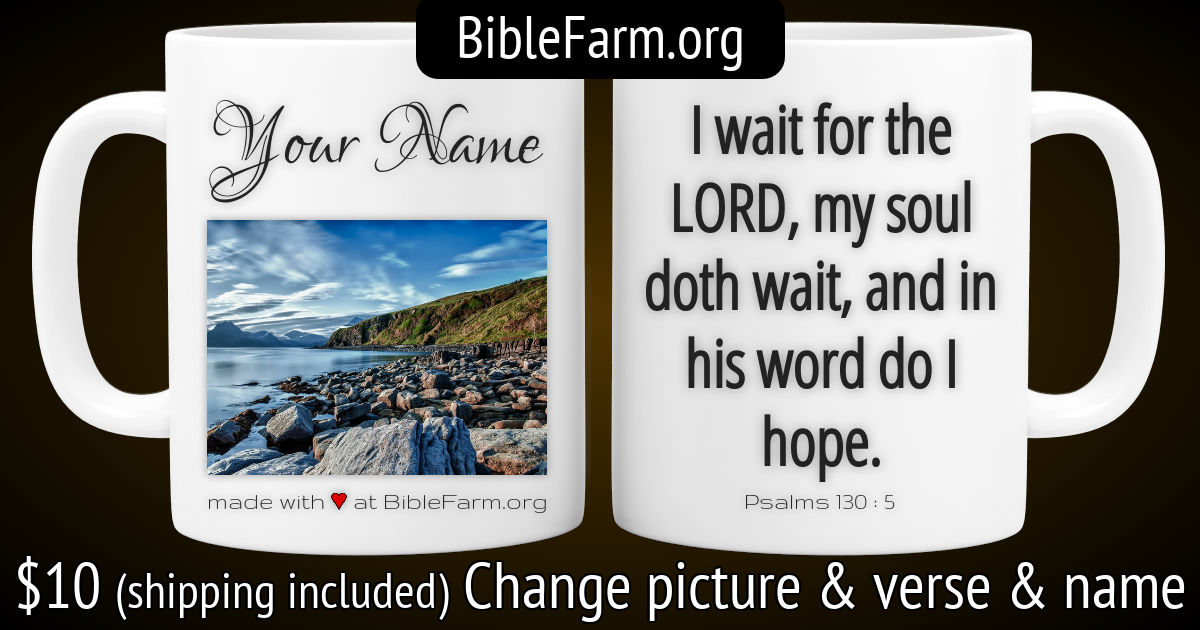 BibleFarm.org
Your Name
made with ♥ at BibleFarm.org
I wait for the
LORD, my soul
doth wait, and in
his word do I
hope.
Psalms 130 : 5
$10 (shipping included) Change picture & verse & name